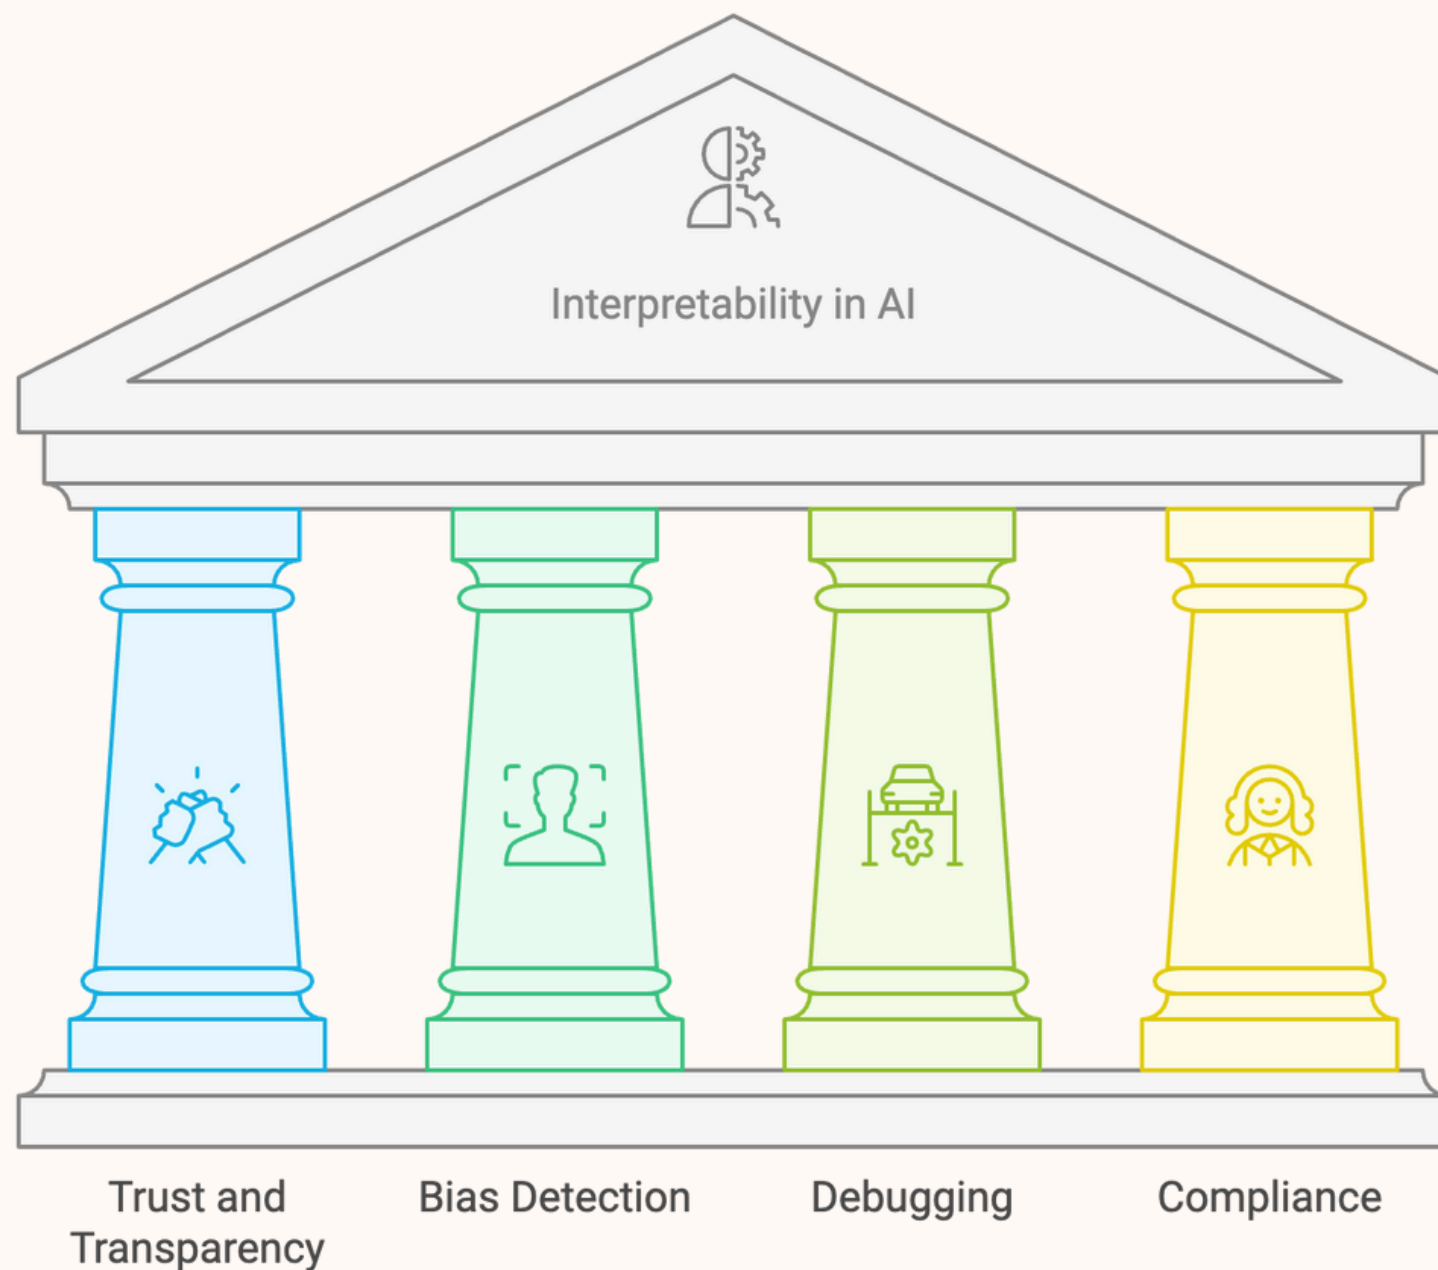 Interpretability in AI
Trust and
Transparency
Bias Detection
Debugging
Compliance